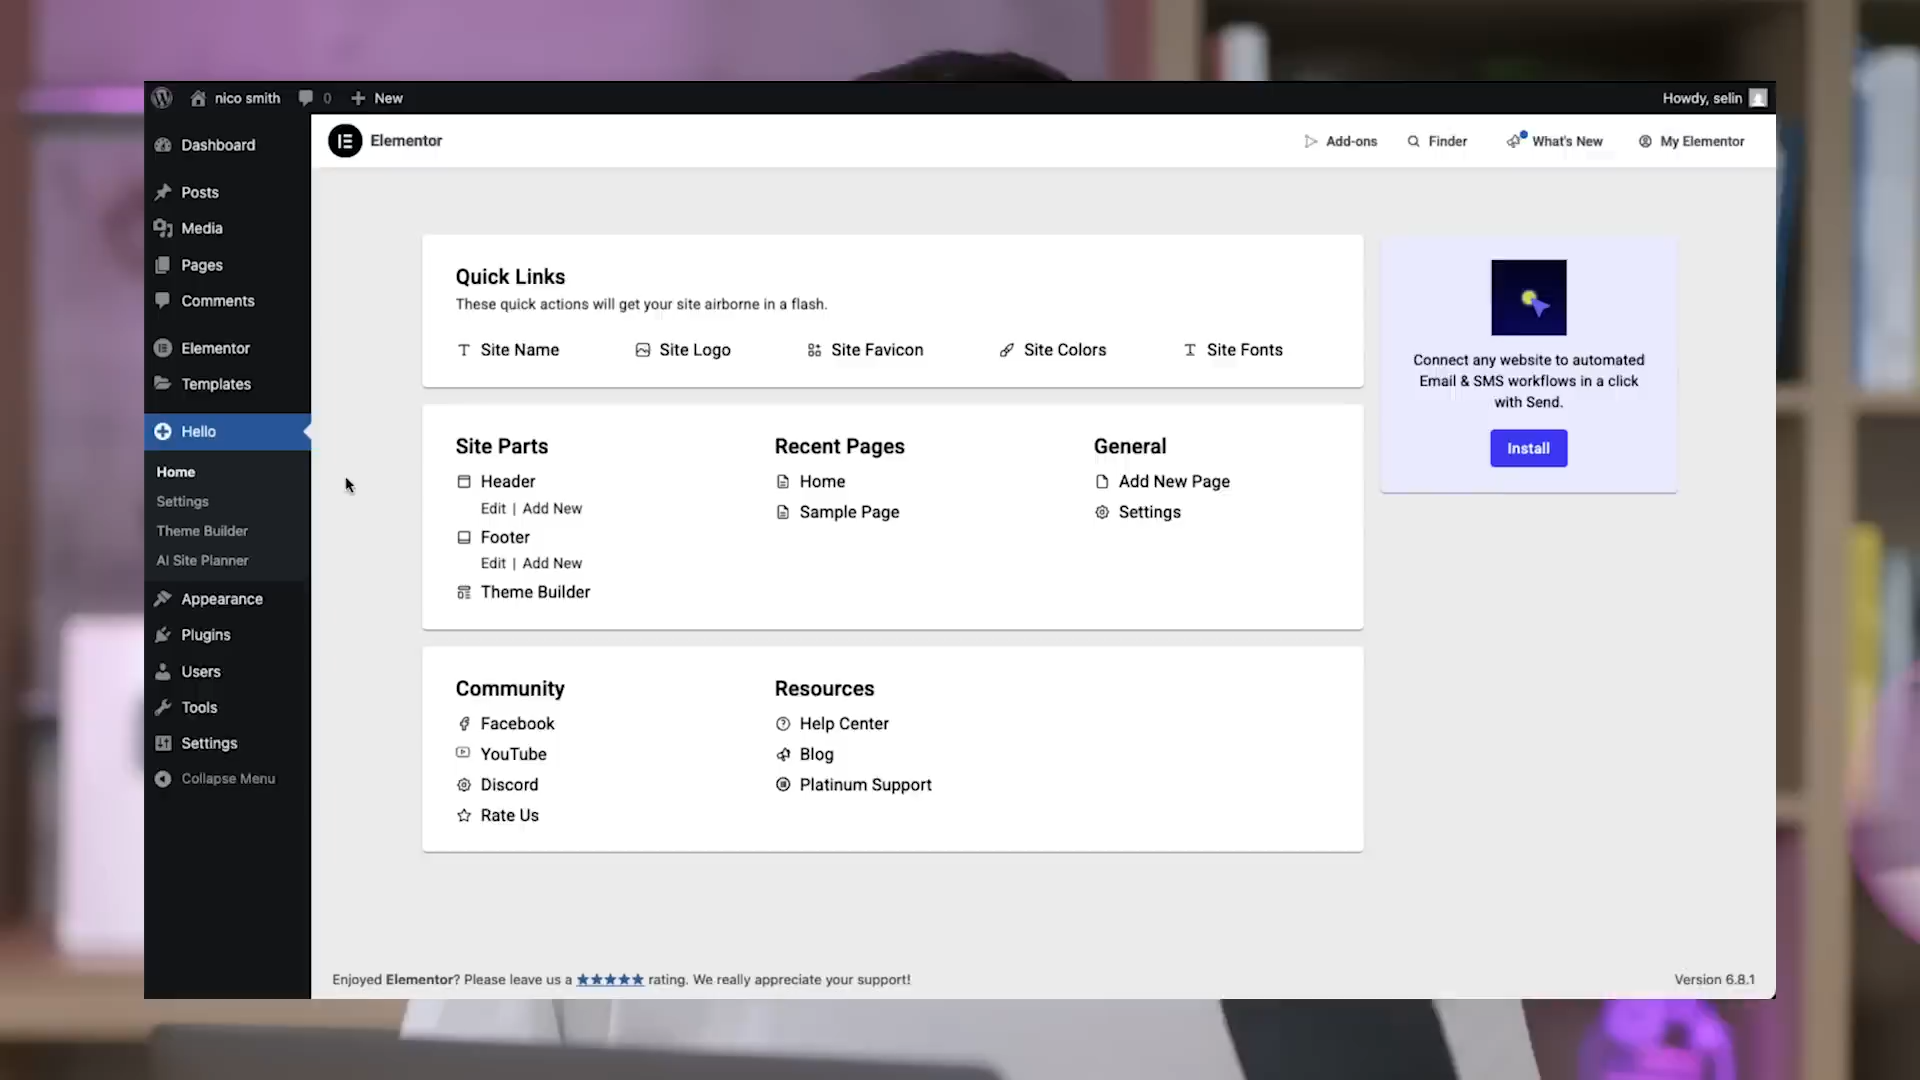 nico smith
0
New
Howdy, selin
Dashboard
Posts
Media
Pages
Comments
Elementor
Templates
Hello
Home
Settings
Theme Builder
AI Site Planner
Appearance
Plugins
Users
Tools
Settings
Collapse Menu
Elementor
Add-ons
Finder
What's New
My Elementor
Quick Links
These quick actions will get your site airborne in a flash.
Site Name
Site Logo
Site Favicon
Site Colors
Site Fonts
Site Parts
Header
Edit | Add New
Footer
Edit | Add New
Theme Builder
Recent Pages
Home
Sample Page
General
Add New Page
Settings
Community
Facebook
YouTube
Discord
Rate Us
Resources
Help Center
Blog
Platinum Support
Connect any website to automated
Email & SMS workflows in a click
with Send.
Install
Enjoyed Elementor? Please leave us a ★★★★★ rating. We really appreciate your support!
Version 6.8.1